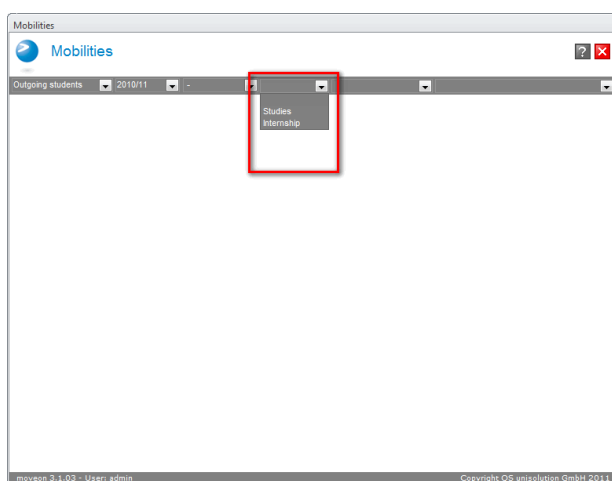 Mobilities
Mobilities
?
Outgoing students 2010/11 -
Studies
Internship
moveon 3.1.03 - User: admin Copyright QS unisolution GmbH 2011